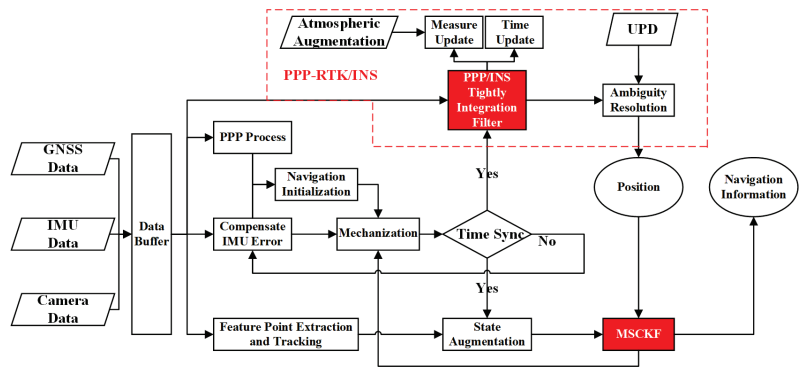 Atmospheric
Augmentation
Measure
Update
Time
Update
UPD
PPP-RTK/INS
PPP/INS
Tightly
Integration
Filter
Ambiguity
Resolution
GNSS
Data
PPP Process
Navigation
Initialization
Yes
Position
Navigation
Information
IMU
Data
Data
Buffer
Compensate
IMU Error
Mechanization
Time Sync
No
Yes
Camera
Data
Feature Point Extraction
and Tracking
State
Augmentation
MSCKF